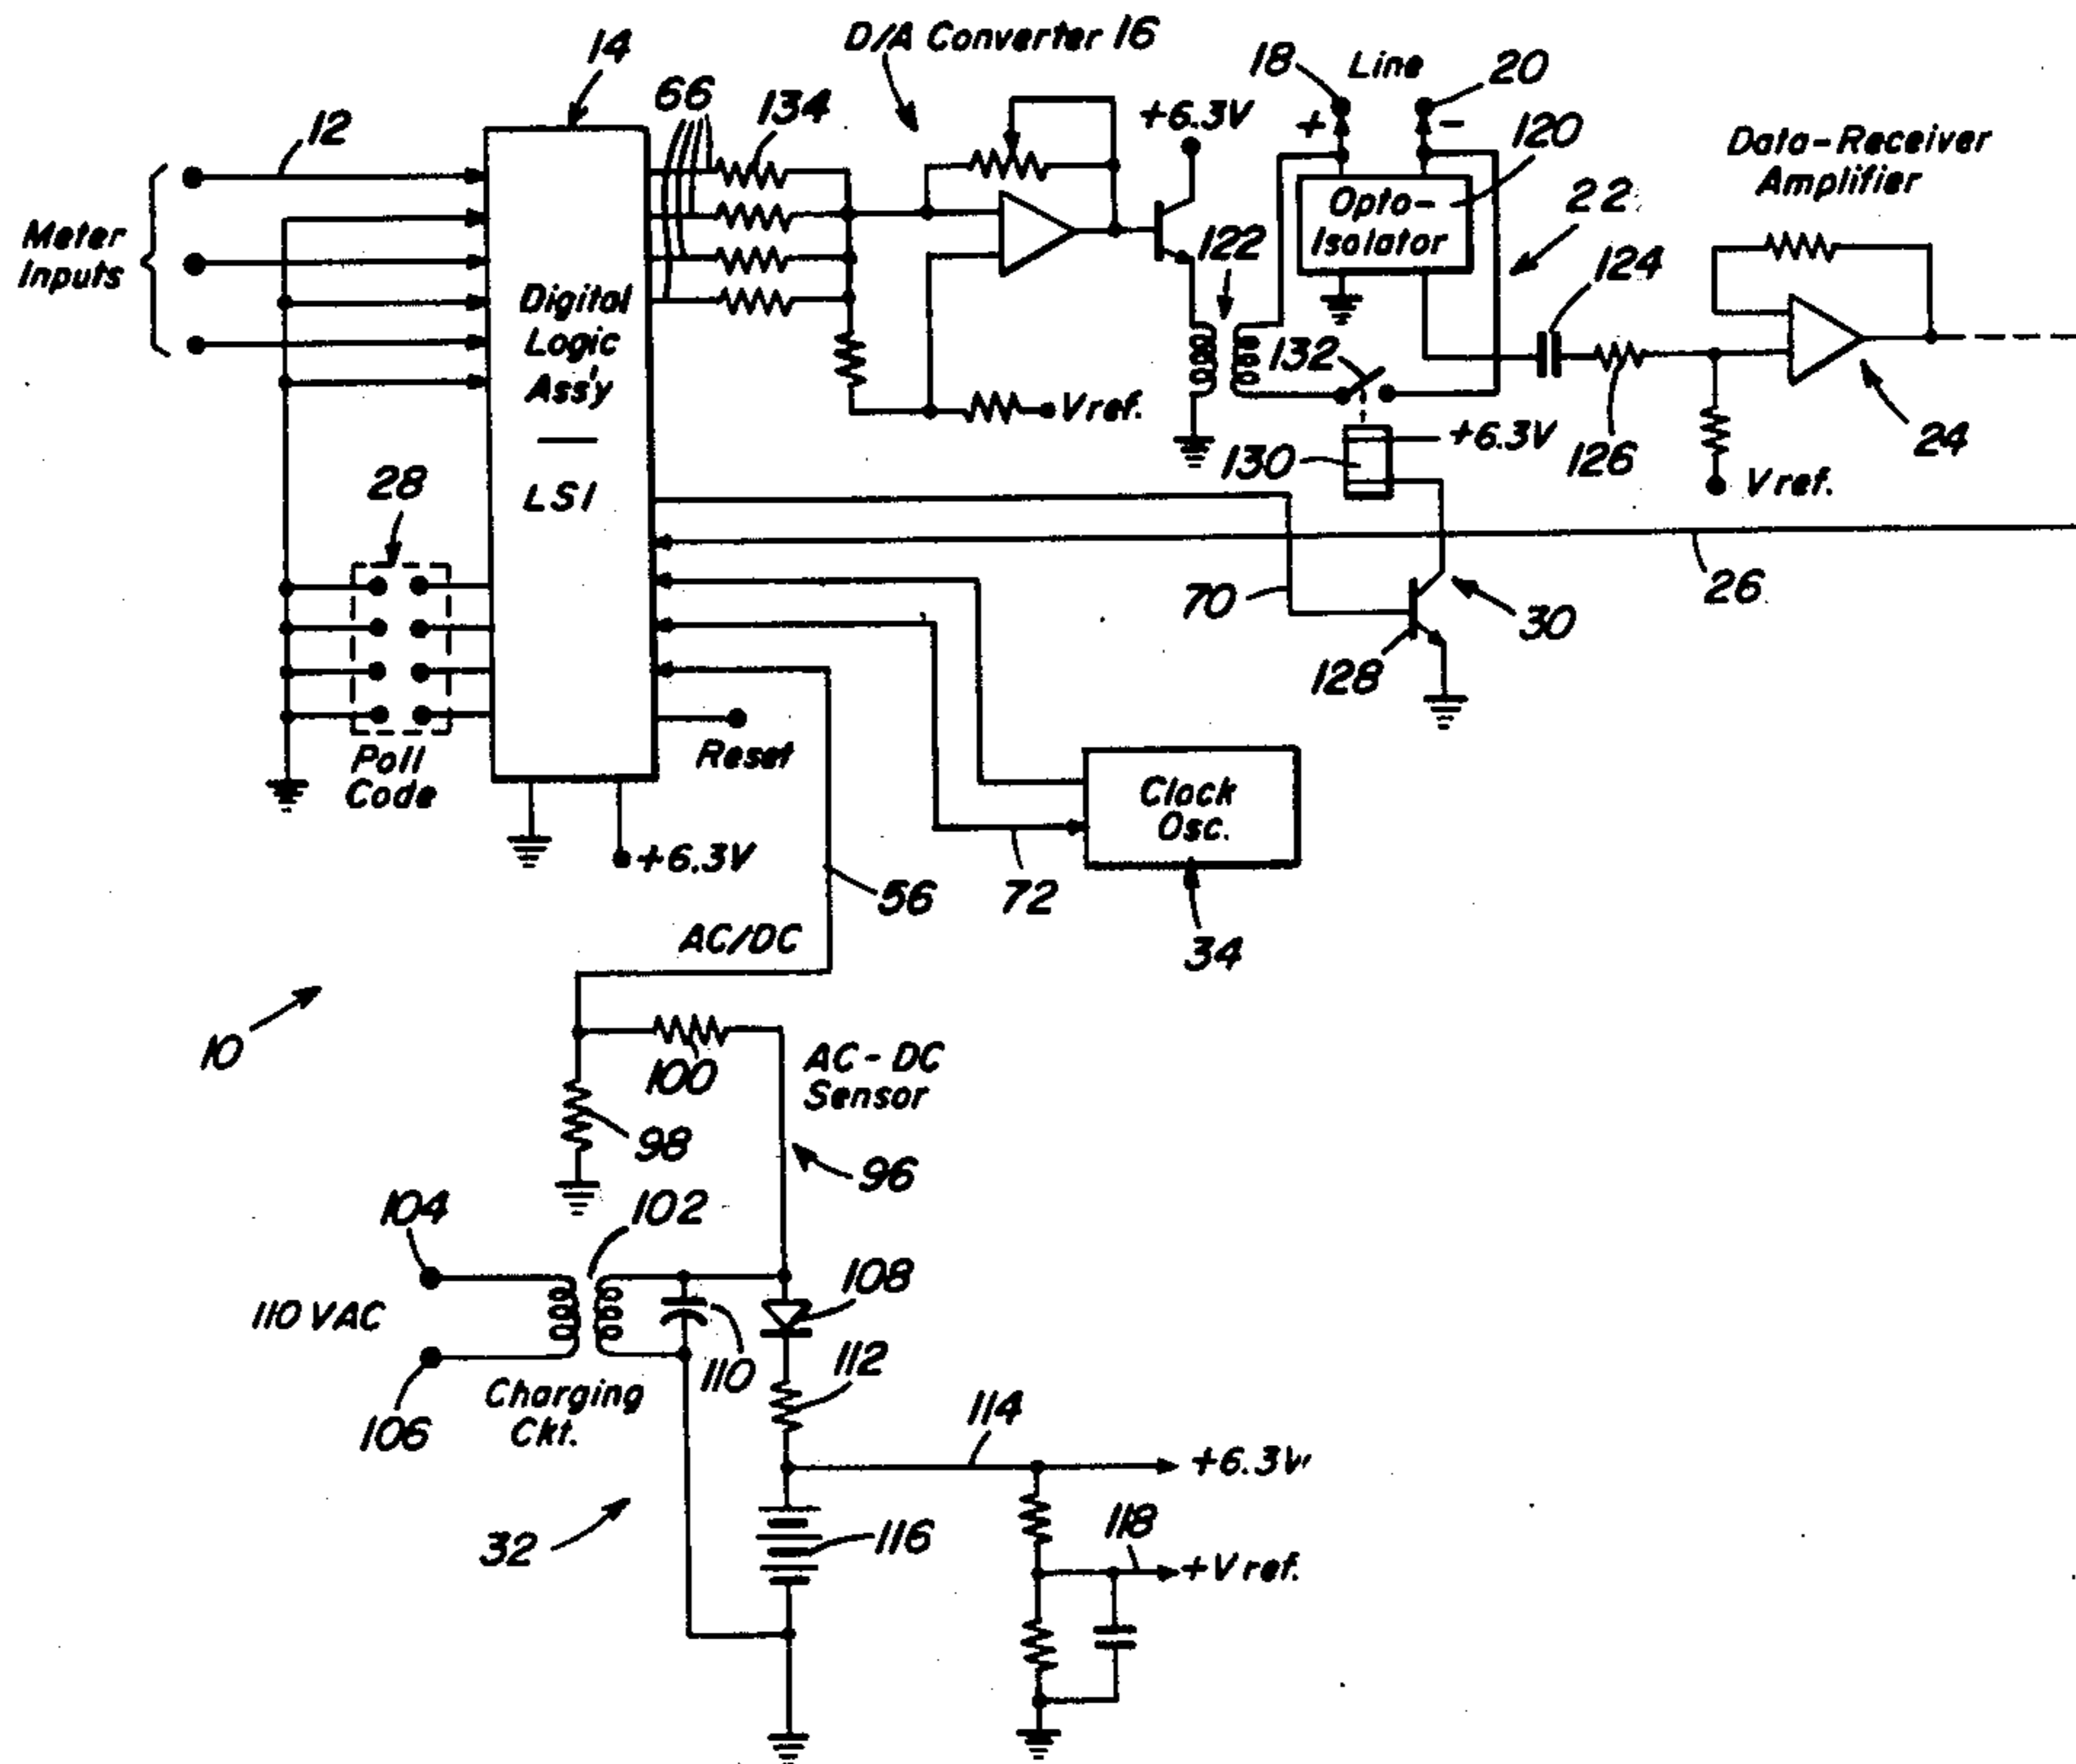 D/A Converter 16
14
18
Line
20
66
134
+6.3V
120
12
+
-
Data-Receiver
Amplifier
Opto-
Isolator
22
Meter
Inputs
122
124
Digital
Logic
Ass'y
LSI
132
Vref.
+6.3V
126
24
28
130
Vref.
70
26
30
128
Poll
Code
Reset
Clock
Osc.
+6.3V
56
72
34
AC/DC
10
100
AC-DC
Sensor
98
96
104
102
108
110 VAC
110
112
106
Charging
Ckt.
114
+6.3V
32
116
118
+Vref.